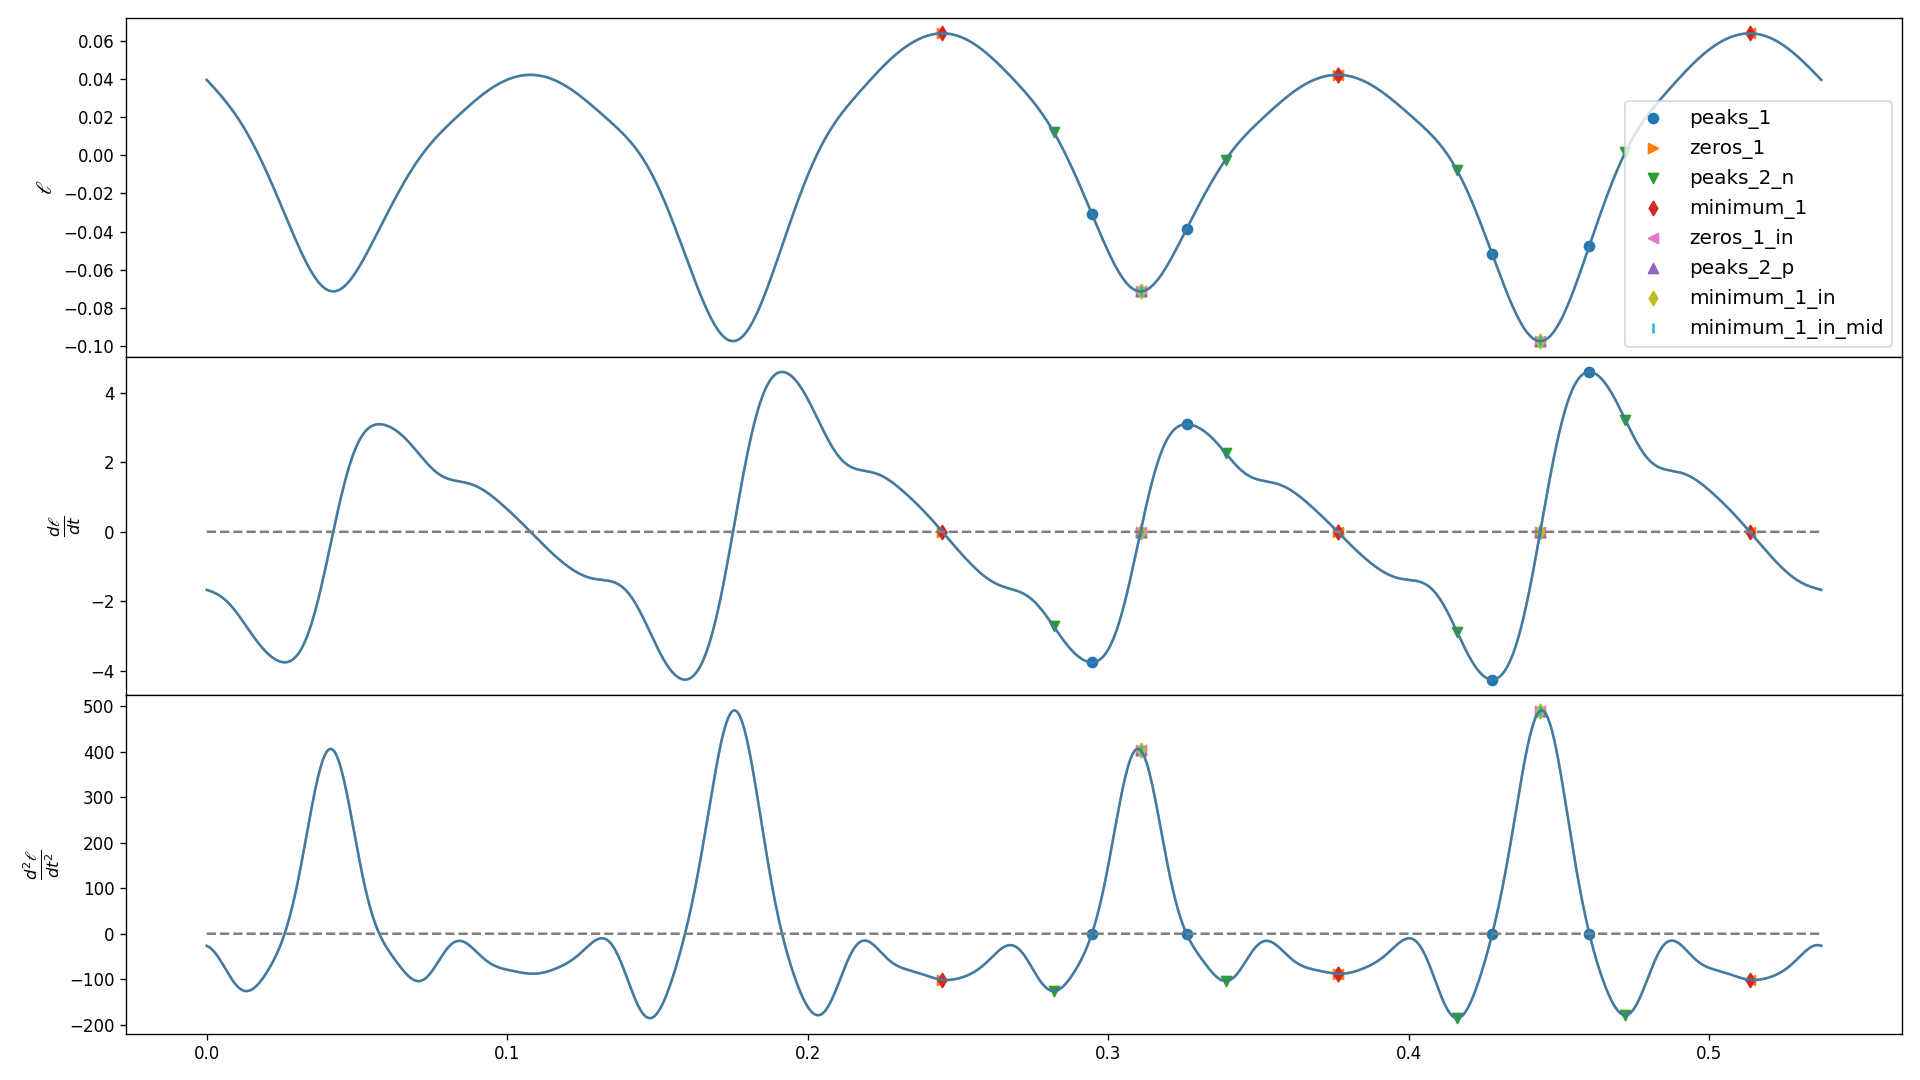 0.06
0.04
0.02
0.00
−0.02
−0.04
−0.06
−0.08
−0.10
ℓ
peaks_1
zeros_1
peaks_2_n
minimum_1
zeros_1_in
peaks_2_p
minimum_1_in
minimum_1_in_mid
4
2
0
−2
−4
dℓ
dt
500
400
300
200
100
0
−100
−200
d²ℓ
dt²
0.0 0.1 0.2 0.3 0.4 0.5